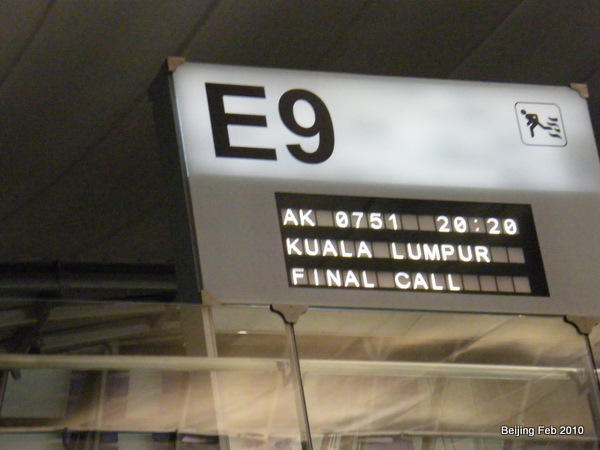 E9
AK 0751 20:20
KUALA LUMPUR
FINAL CALL
Beijing Feb 2010